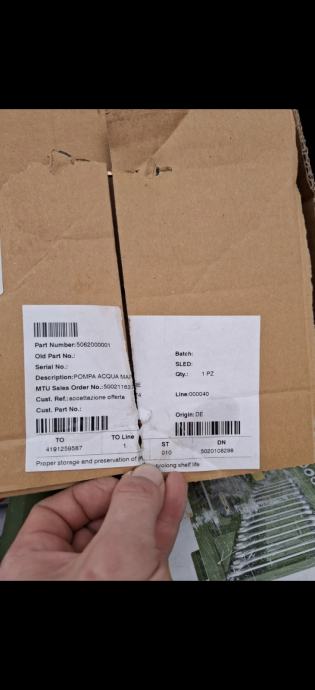 Part Number:5062000001
Old Part No.:
Batch:
Serial No.:
SLED:
Description:POMPA ACQUA
Qty.: 1 PZ
MTU Sales Order No.:
Cust. Ref.:accettazione offerta
Line:000040
Cust. Part No.:
Origin:DE
TO TO Line ST DN
4191259567 1 010 5020108298
Proper storage and preservation of prolong shelf life